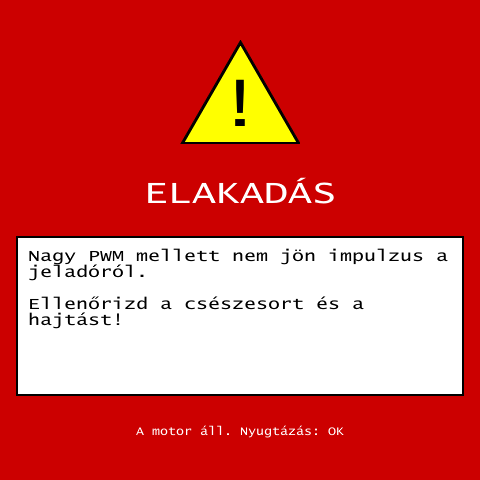 !
ELAKADÁS
Nagy PWM mellett nem jön impulzus a
jeladóról.
Ellenőrizd a csészesort és a
hajtást!
A motor áll. Nyugtázás: OK